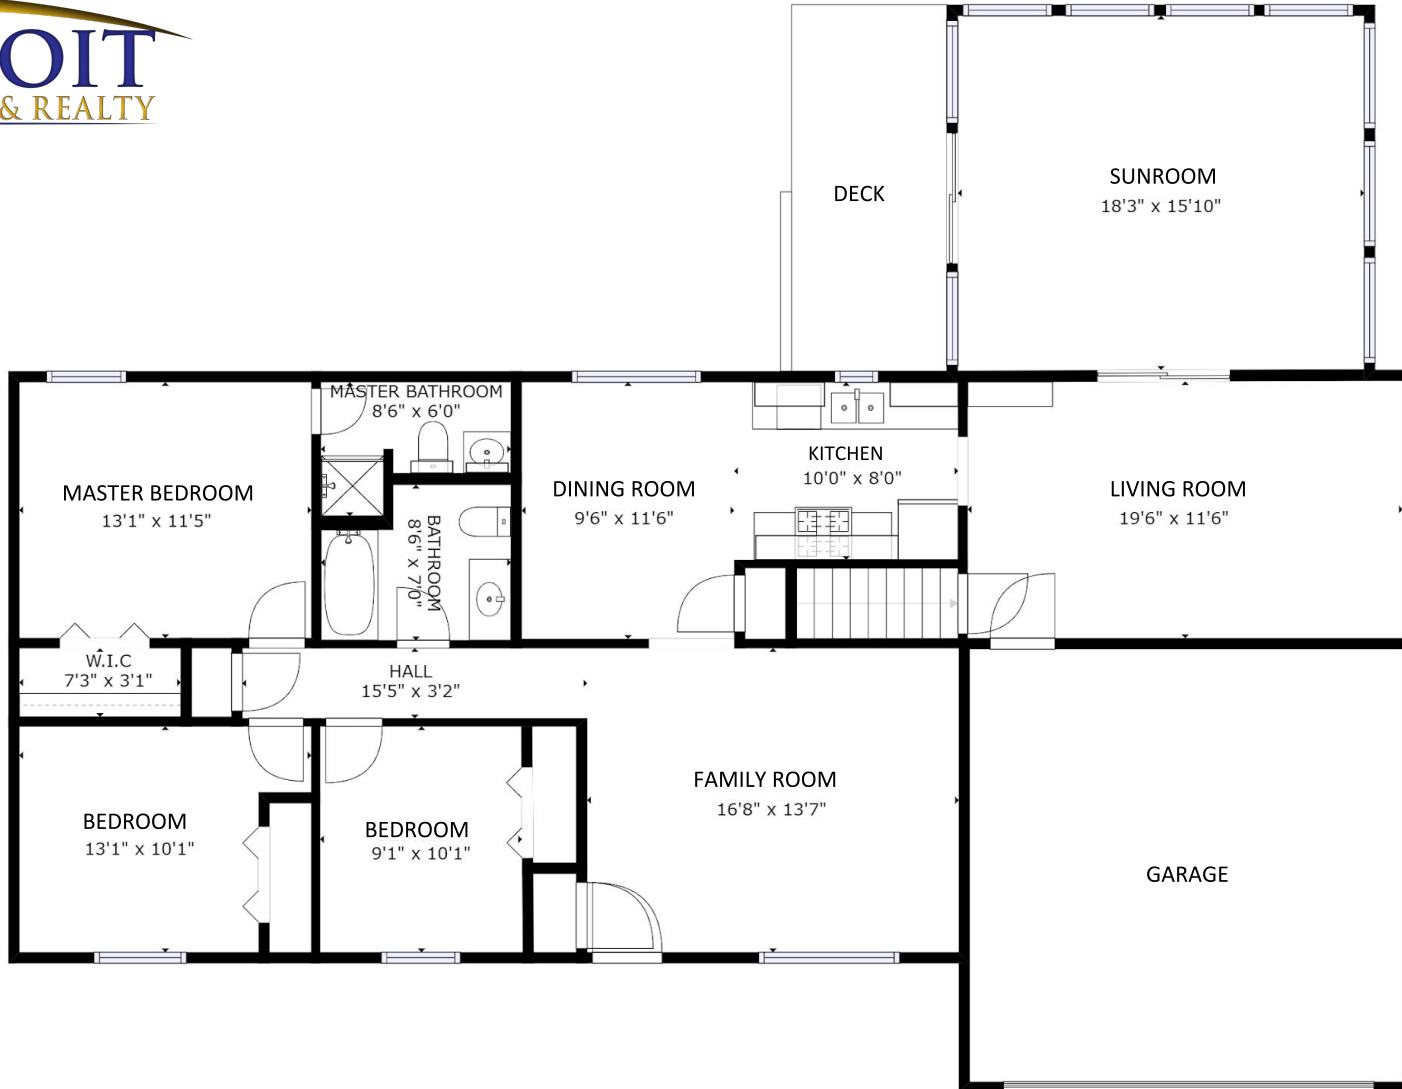 OIT
& REALTY
DECK
SUNROOM
18'3" x 15'10"
MASTER BATHROOM
8'6" x 6'0"
MASTER BEDROOM
13'1" x 11'5"
BATHROOM
8'6" x 7'0"
DINING ROOM
9'6" x 11'6"
KITCHEN
10'0" x 8'0"
LIVING ROOM
19'6" x 11'6"
W.I.C
7'3" x 3'1"
HALL
15'5" x 3'2"
BEDROOM
13'1" x 10'1"
BEDROOM
9'1" x 10'1"
FAMILY ROOM
16'8" x 13'7"
GARAGE